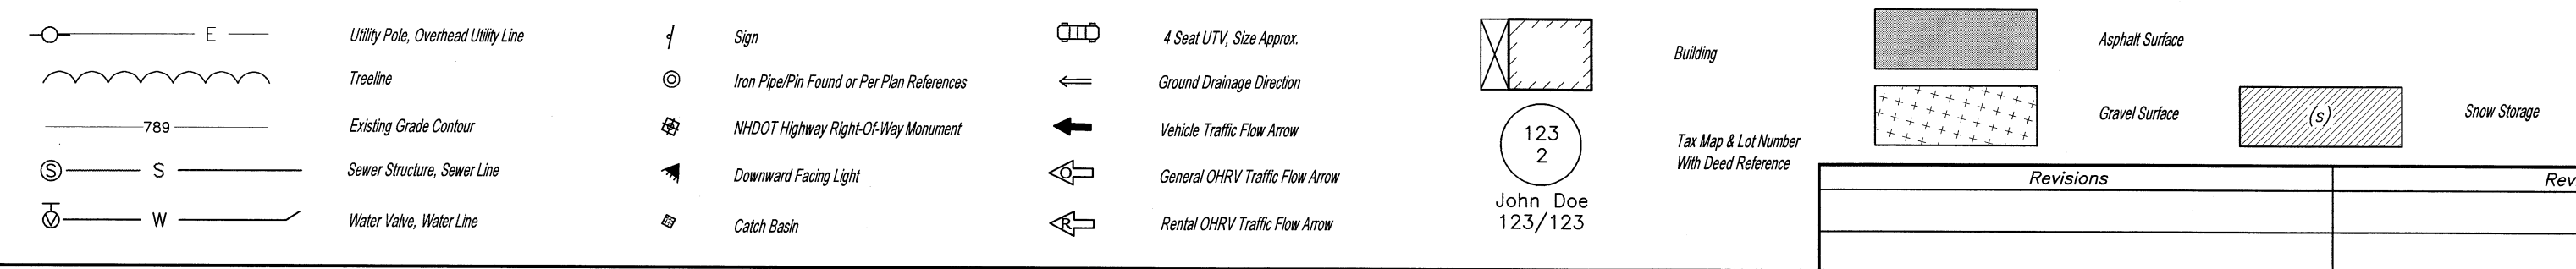 E
Utility Pole, Overhead Utility Line
Treeline
789
Existing Grade Contour
S S
Sewer Structure, Sewer Line
V W
Water Valve, Water Line
Sign
Iron Pipe/Pin Found or Per Plan References
NHDOT Highway Right-Of-Way Monument
Downward Facing Light
Catch Basin
4 Seat UTV, Size Approx.
Ground Drainage Direction
Vehicle Traffic Flow Arrow
O
General OHRV Traffic Flow Arrow
R
Rental OHRV Traffic Flow Arrow
Building
123
2
John Doe
123/123
Tax Map & Lot Number
With Deed Reference
Asphalt Surface
Gravel Surface
(s)
Snow Storage
Revisions
Rev